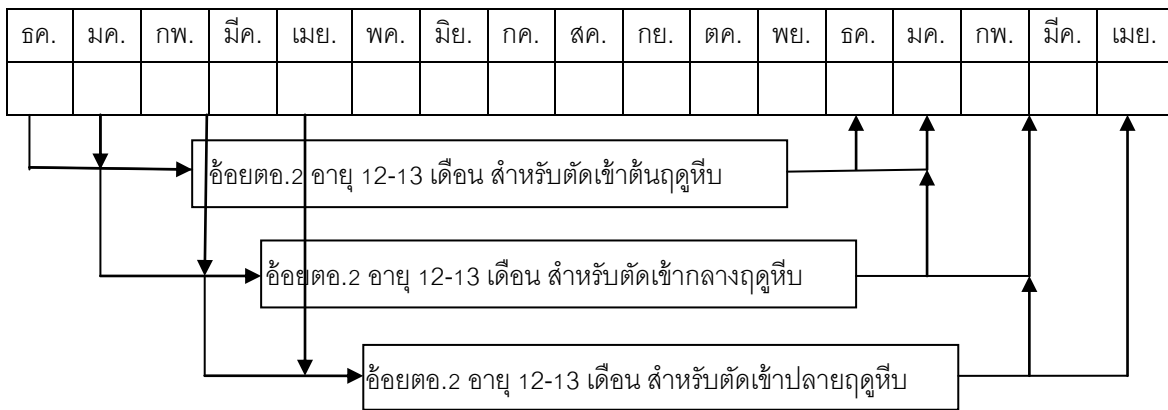 ธค. มค. กพ. มีค. เมย. พค. มิย. กค. สค. กย. ตค. พย. ธค. มค. กพ. มีค. เมย.
อ้อยตอ.2 อายุ 12-13 เดือน สำหรับตัดเข้าต้นฤดูหีบ
อ้อยตอ.2 อายุ 12-13 เดือน สำหรับตัดเข้ากลางฤดูหีบ
อ้อยตอ.2 อายุ 12-13 เดือน สำหรับตัดเข้าปลายฤดูหีบ